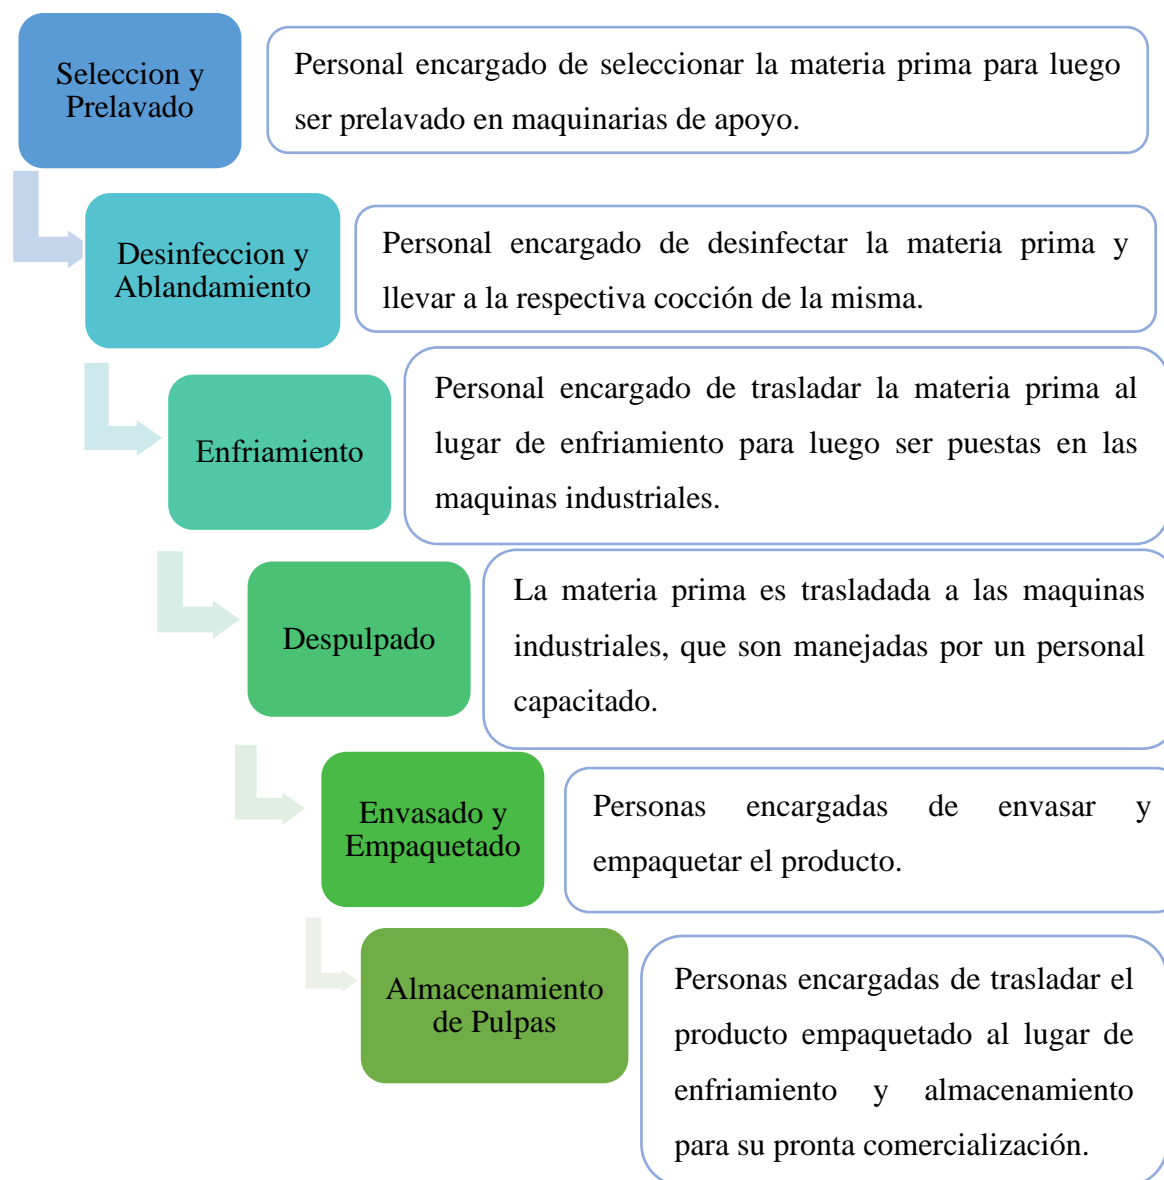 Seleccion y
Prelavado
Personal encargado de seleccionar la materia prima para luego
ser prelavado en maquinarias de apoyo.
Desinfeccion y
Ablandamiento
Personal encargado de desinfectar la materia prima y
llevar a la respectiva cocción de la misma.
Enfriamiento
Personal encargado de trasladar la materia prima al
lugar de enfriamiento para luego ser puestas en las
maquinas industriales.
Despulpado
La materia prima es trasladada a las maquinas
industriales, que son manejadas por un personal
capacitado.
Envasado y
Empaquetado
Personas encargadas de envasar y
empaquetar el producto.
Almacenamiento
de Pulpas
Personas encargadas de trasladar el
producto empaquetado al lugar de
enfriamiento y almacenamiento
para su pronta comercialización.